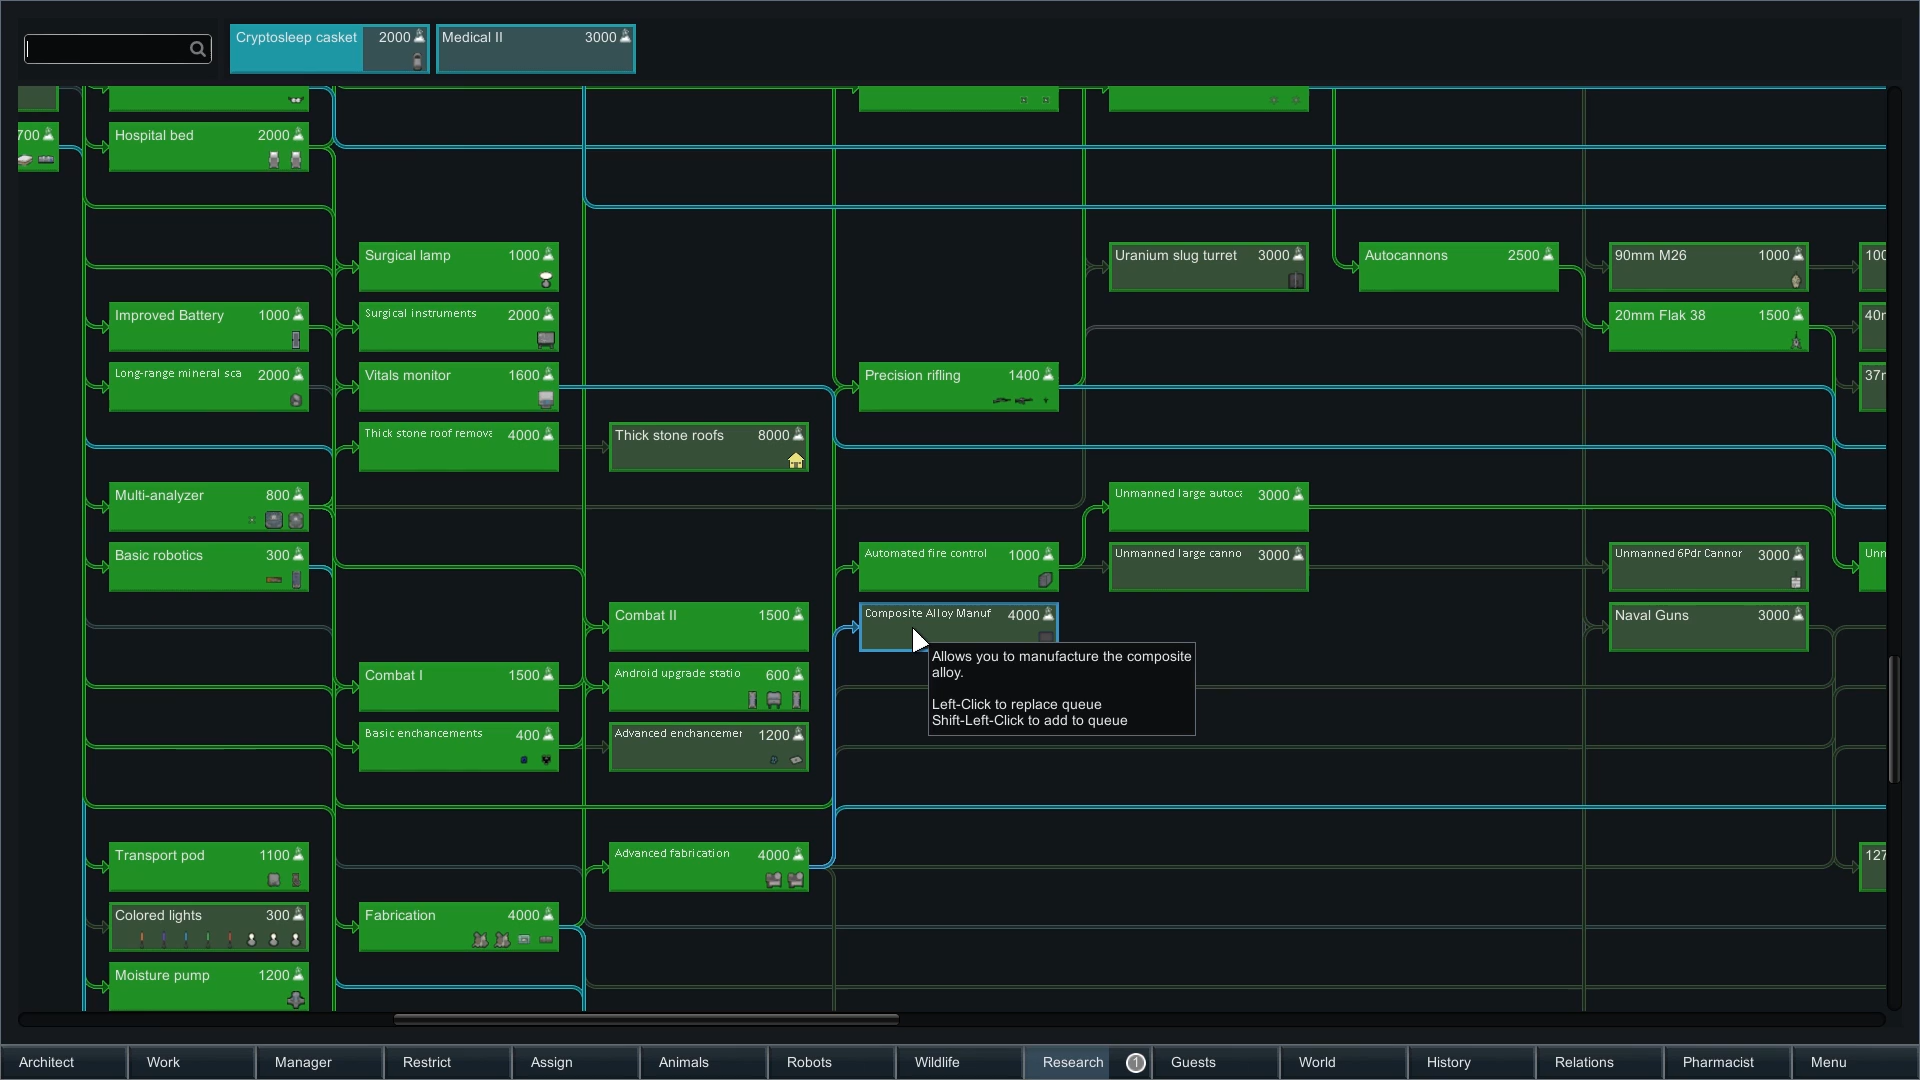 Cryptosleep casket 2000
Medical II 3000
700
Hospital bed 2000
Surgical lamp 1000
Uranium slug turret 3000
Autocannons 2500
90mm M26 1000
100
Improved Battery 1000
Surgical instruments 2000
20mm Flak 38 1500
40m
Long-range mineral sca 2000
Vitals monitor 1600
Precision rifling 1400
37m
Thick stone roof remova 4000
Thick stone roofs 8000
Multi-analyzer 800
Unmanned large autoca 3000
Basic robotics 300
Automated fire control 1000
Unmanned large canno 3000
Unmanned 6Pdr Cannor 3000
Unn
Combat II 1500
Composite Alloy Manuf 4000
Naval Guns 3000
Allows you to manufacture the composite
alloy.
Left-Click to replace queue
Shift-Left-Click to add to queue
Combat I 1500
Android upgrade statio 600
Basic enchancements 400
Advanced enchancemer 1200
Transport pod 1100
Advanced fabrication 4000
127
Colored lights 300
Fabrication 4000
Moisture pump 1200
Architect
Work
Manager
Restrict
Assign
Animals
Robots
Wildlife
Research 1
Guests
World
History
Relations
Pharmacist
Menu